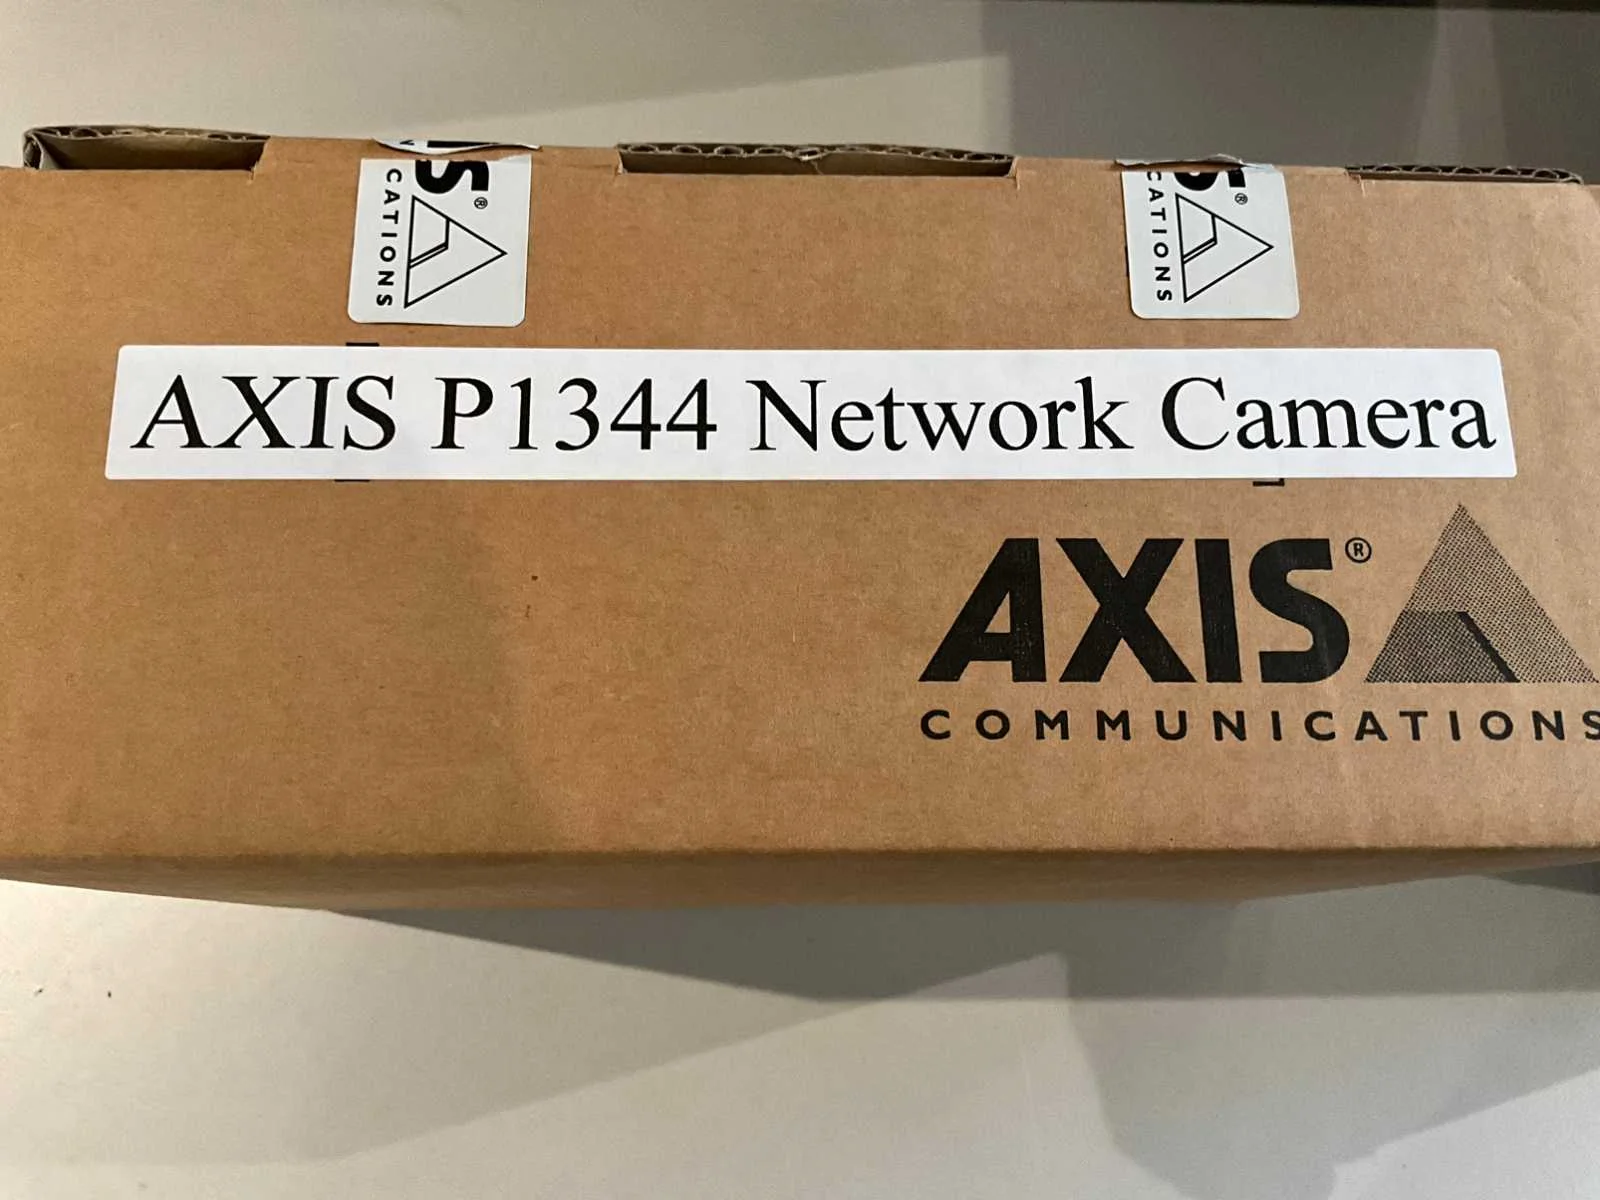 S®
CATIONS
S®
CATIONS
AXIS P1344 Network Camera
AXIS®
COMMUNICATIONS